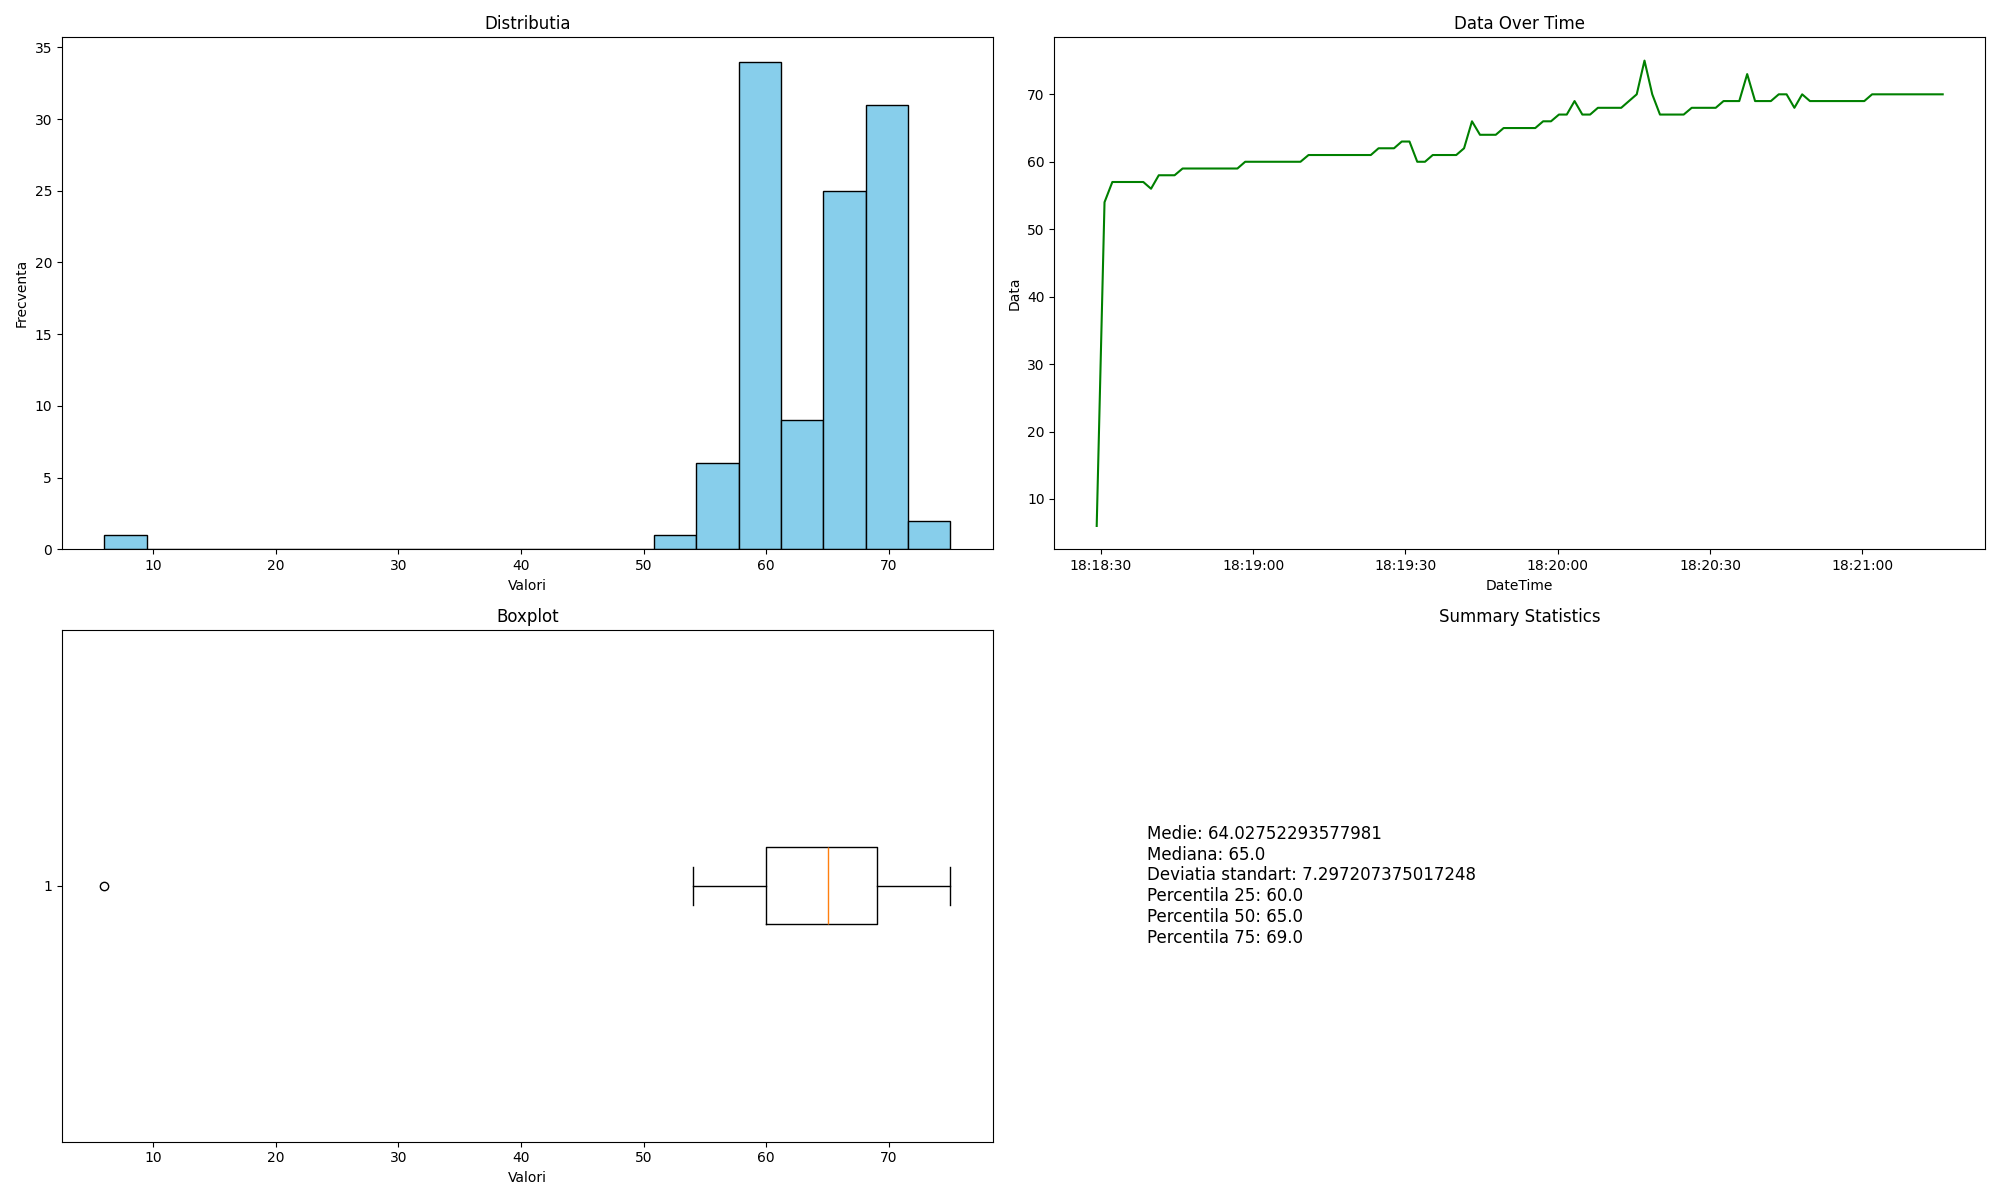 Distributia
35
30
25
20
15
10
5
0
Frecventa
10 20 30 40 50 60 70
Valori
Data Over Time
70
60
50
40
30
20
10
Data
18:18:30 18:19:00 18:19:30 18:20:00 18:20:30 18:21:00
DateTime
Boxplot
1
10 20 30 40 50 60 70
Valori
Summary Statistics
Medie: 64.02752293577981
Mediana: 65.0
Deviatia standart: 7.297207375017248
Percentila 25: 60.0
Percentila 50: 65.0
Percentila 75: 69.0